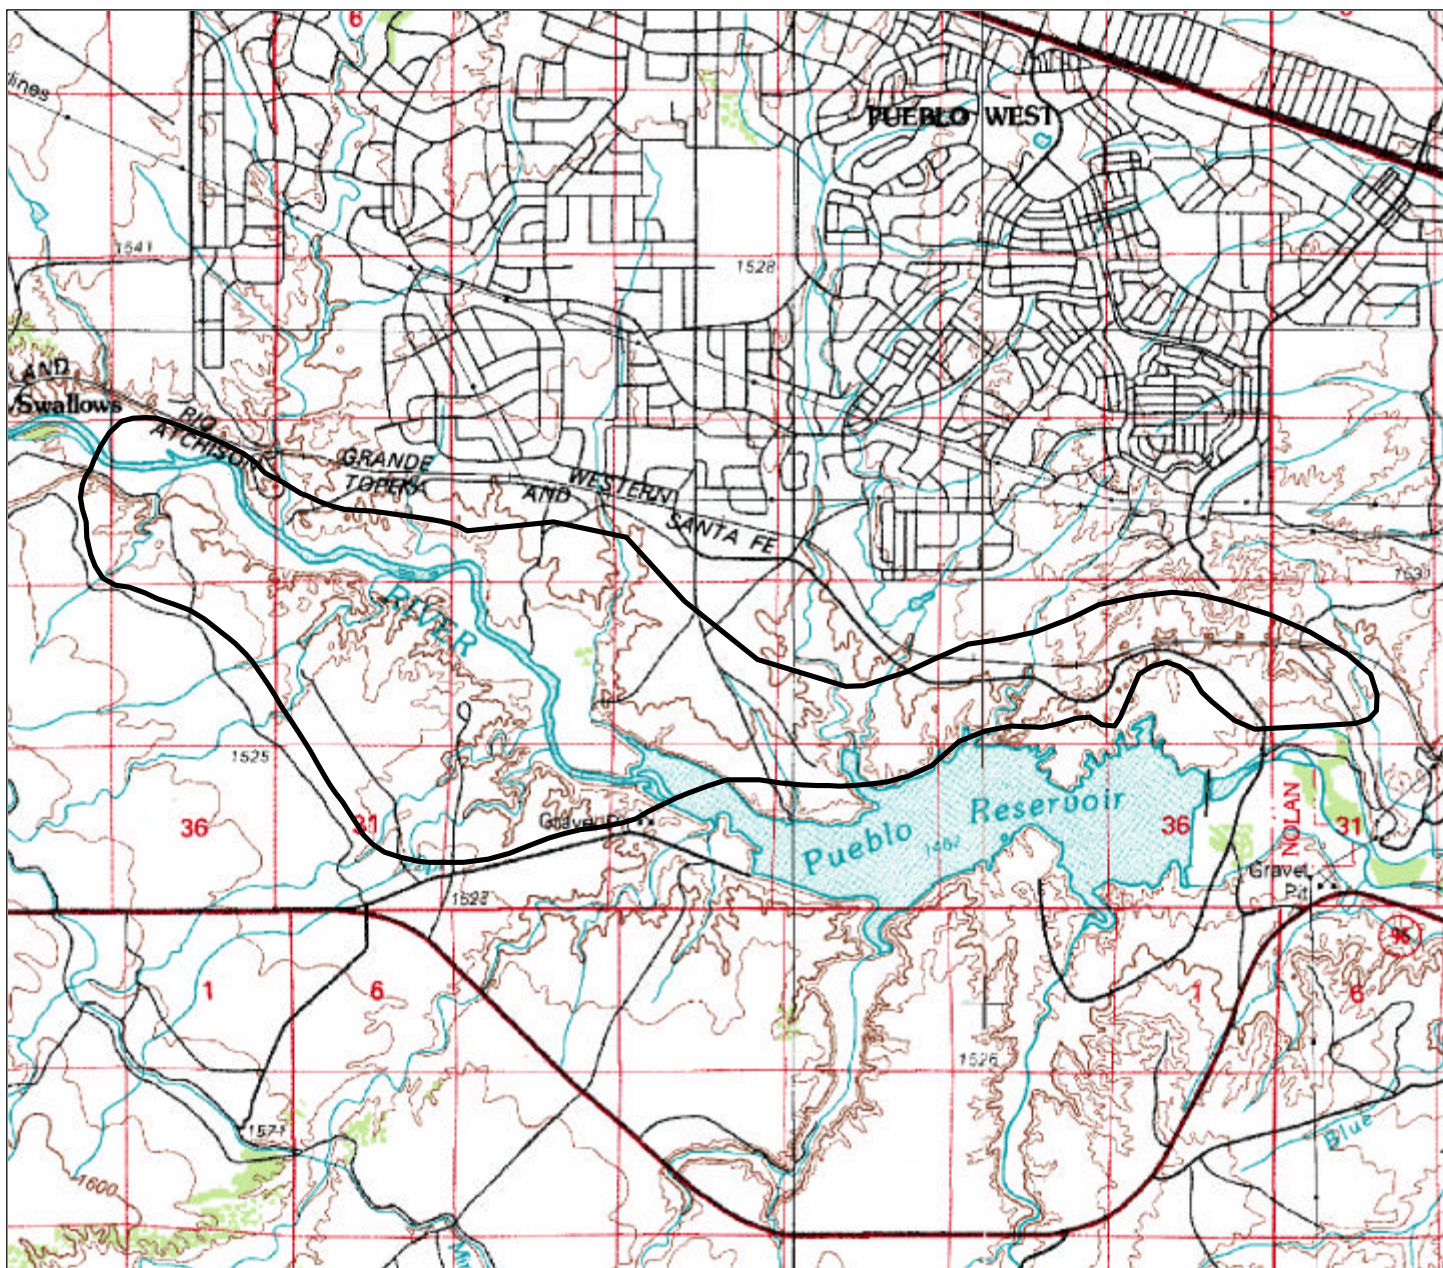 6
lines
PUEBLO WEST
1541
1528
AND
Swallows
RIO
ATCHISON
GRANDE
TOPEKA
AND
WESTERN
SANTA FE
1531
RIVER
1525
36
31
Gravel Pit
Pueblo
Reservoir
36
31
NOLAN
Gravel
Pit
1
6
1
6
1526
1571
1600
Blue